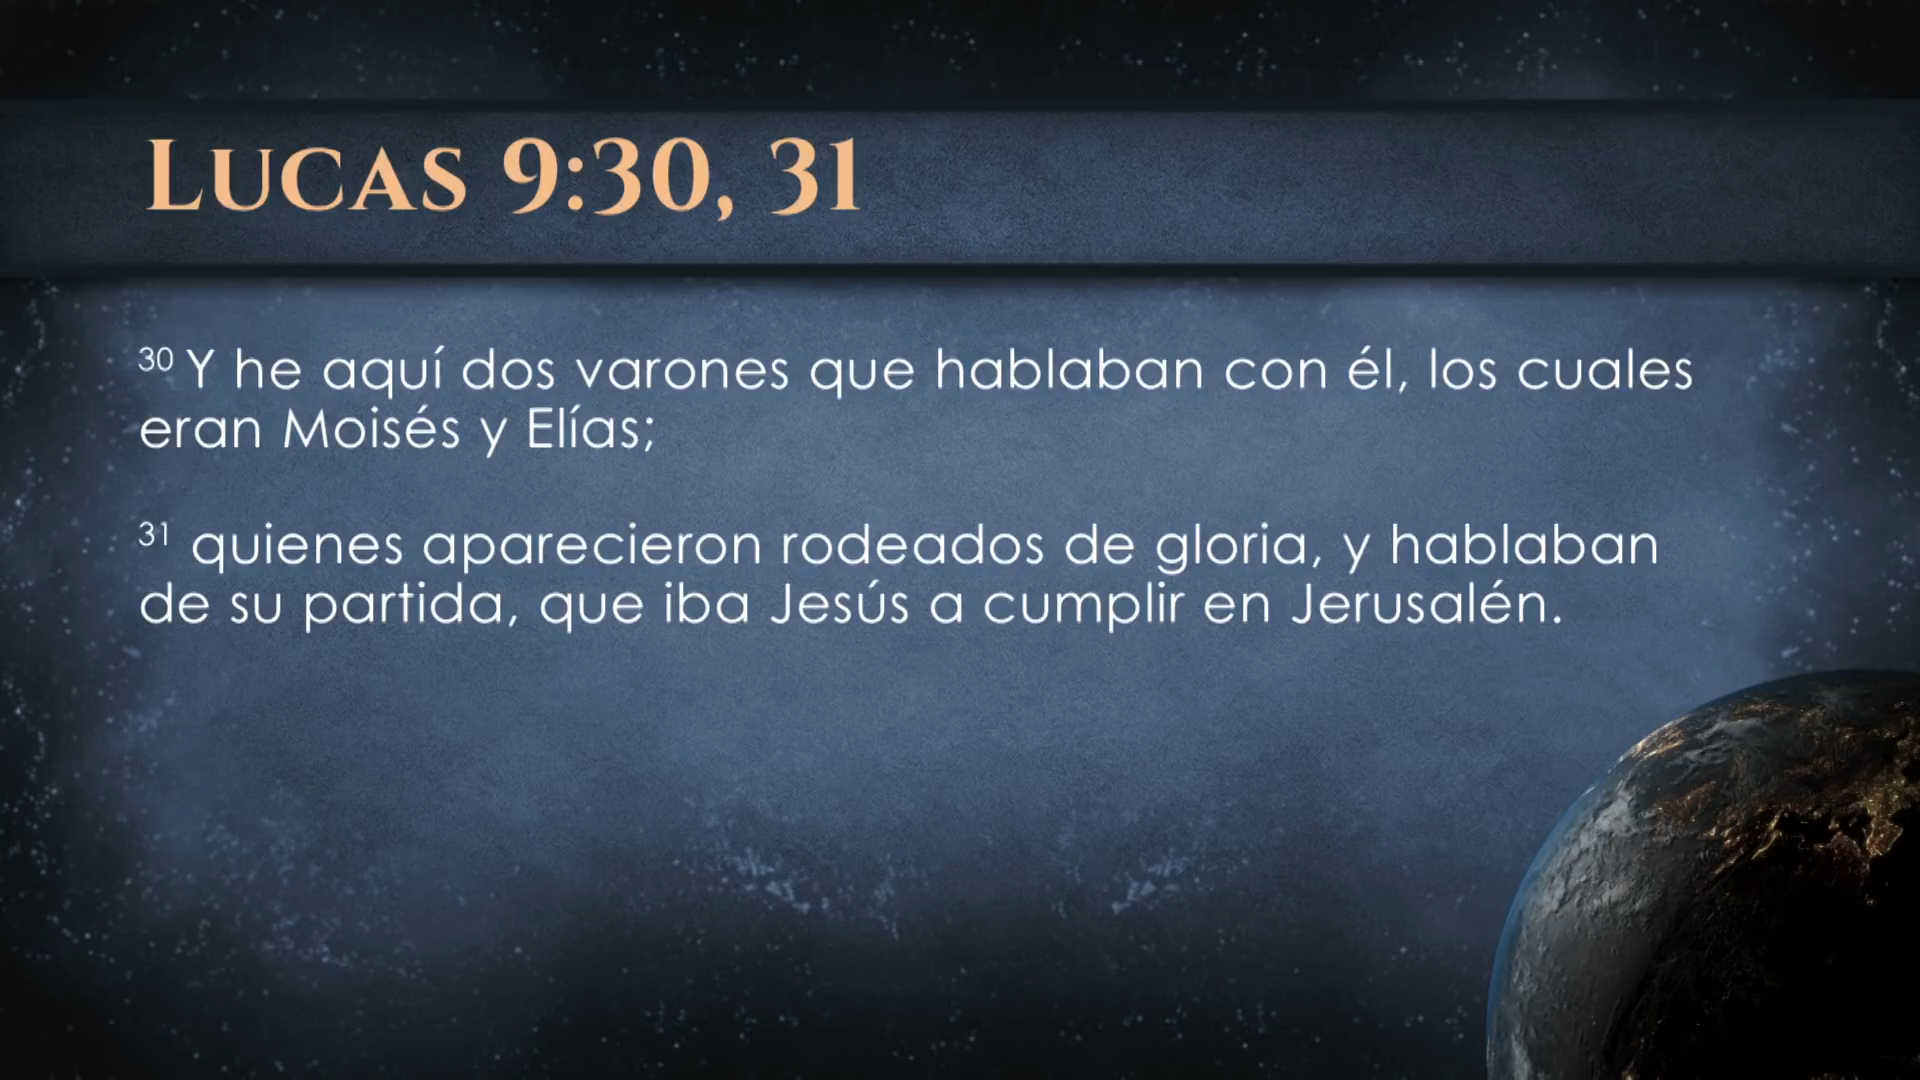 Lucas 9:30, 31
30 Y he aquí dos varones que hablaban con él, los cuales
eran Moisés y Elías;
31 quienes aparecieron rodeados de gloria, y hablaban
de su partida, que iba Jesús a cumplir en Jerusalén.